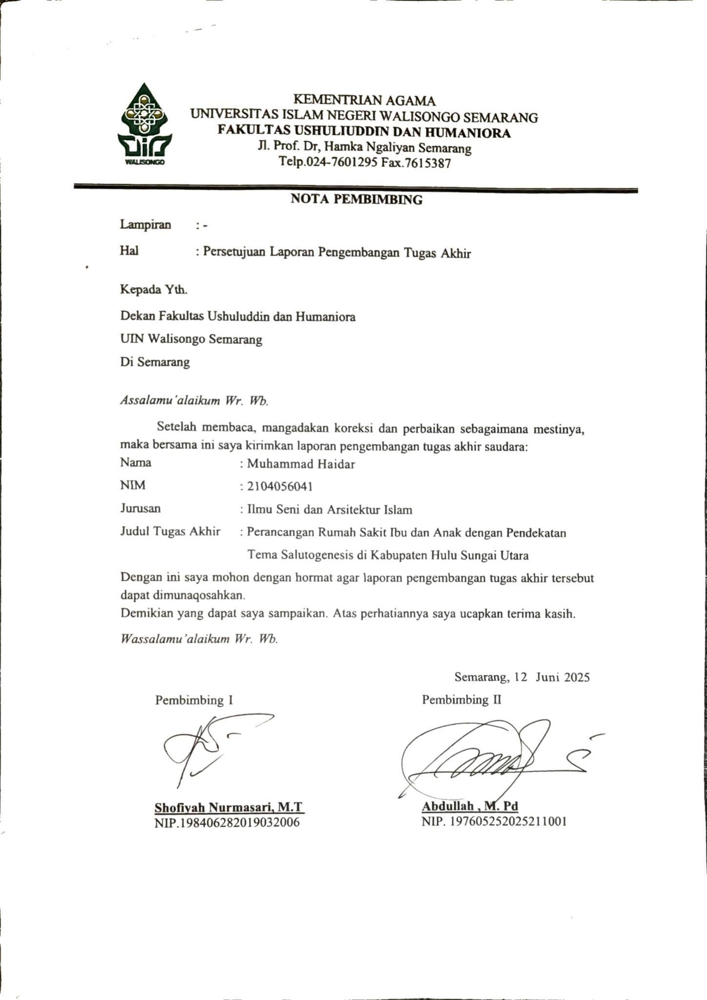 KEMENTRIAN AGAMA
UNIVERSITAS ISLAM NEGERI WALISONGO SEMARANG
FAKULTAS USHULIUDDIN DAN HUMANIORA
Jl. Prof. Dr, Hamka Ngaliyan Semarang
Telp.024-7601295 Fax.7615387
WALISONGO
NOTA PEMBIMBING
Lampiran : -
Hal : Persetujuan Laporan Pengembangan Tugas Akhir
Kepada Yth.
Dekan Fakultas Ushuluddin dan Humaniora
UIN Walisongo Semarang
Di Semarang
Assalamu'alaikum Wr. Wb.
Setelah membaca, mangadakan koreksi dan perbaikan sebagaimana mestinya,
maka bersama ini saya kirimkan laporan pengembangan tugas akhir saudara:
Nama : Muhammad Haidar
NIM : 2104056041
Jurusan : Ilmu Seni dan Arsitektur Islam
Judul Tugas Akhir : Perancangan Rumah Sakit Ibu dan Anak dengan Pendekatan
Tema Salutogenesis di Kabupaten Hulu Sungai Utara
Dengan ini saya mohon dengan hormat agar laporan pengembangan tugas akhir tersebut
dapat dimunaqosahkan.
Demikian yang dapat saya sampaikan. Atas perhatiannya saya ucapkan terima kasih.
Wassalamu'alaikum Wr. Wb.
Semarang, 12 Juni 2025
Pembimbing I Pembimbing II
Shofiyah Nurmasari, M.T Abdullah , M. Pd
NIP.198406282019032006 NIP. 197605252025211001